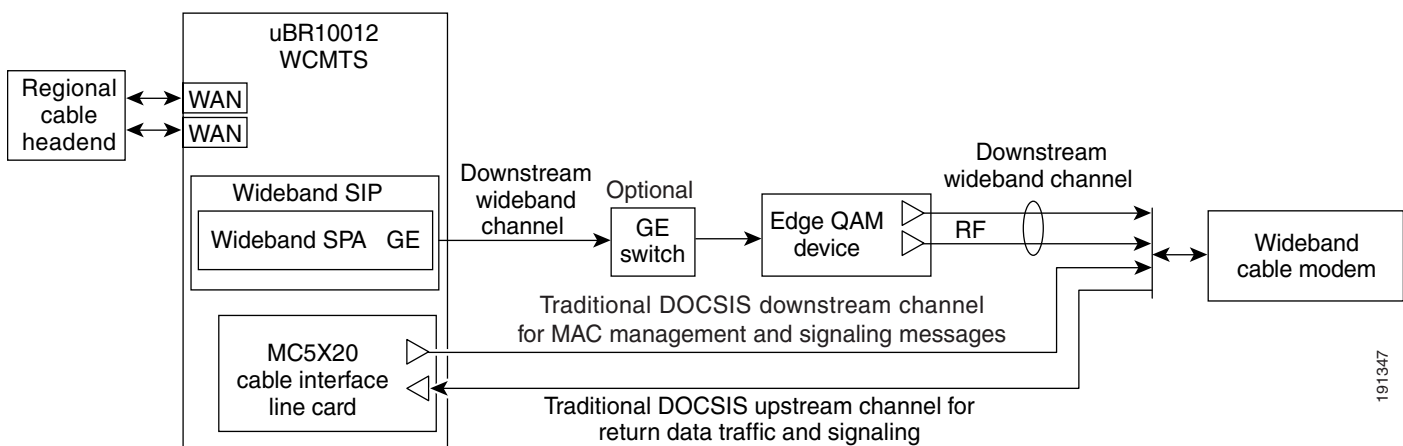 uBR10012
WCMTS
Regional
cable
headend
WAN
WAN
Wideband SIP
Wideband SPA GE
Downstream
wideband
channel
Optional
GE
switch
Edge QAM
device
Downstream
wideband channel
RF
Wideband
cable modem
Traditional DOCSIS downstream channel
for MAC management and signaling messages
MC5X20
cable interface
line card
Traditional DOCSIS upstream channel for
return data traffic and signaling
191347